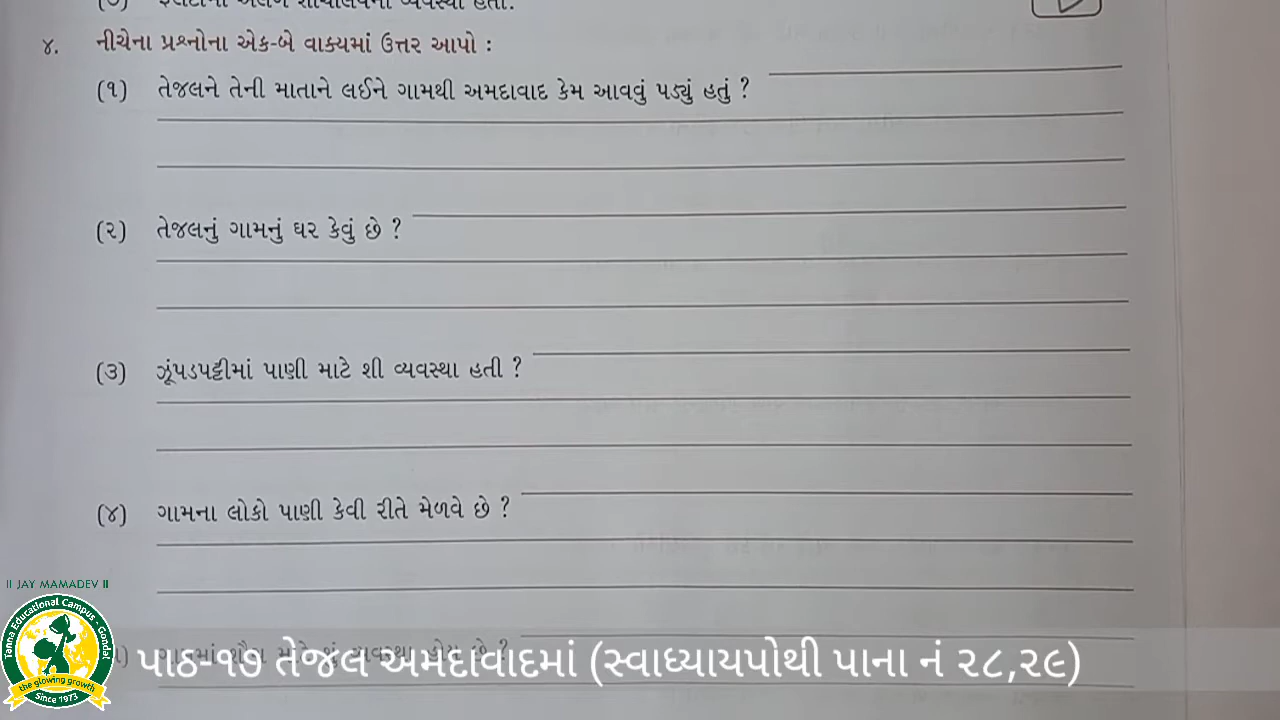 ૪. નીચેના પ્રશ્નોના એક-બે વાક્યમાં ઉત્તર આપો :
(૧) તેજલને તેની માતાને લઈને ગામથી અમદાવાદ કેમ આવવું પડ્યું હતું ?
(૨) તેજલનું ગામનું ઘર કેવું છે ?
(૩) ઝૂંપડપટ્ટીમાં પાણી માટે શી વ્યવસ્થા હતી ?
(૪) ગામના લોકો પાણી કેવી રીતે મેળવે છે ?
|| JAY MAMADEV ||
Tanna Educational Campus - Gondal
the glowing growth
Since 1973
પાઠ-૧૭ તેજલ અમદાવાદમાં (સ્વાધ્યાયપોથી પાના નં ૨૮,૨૯)